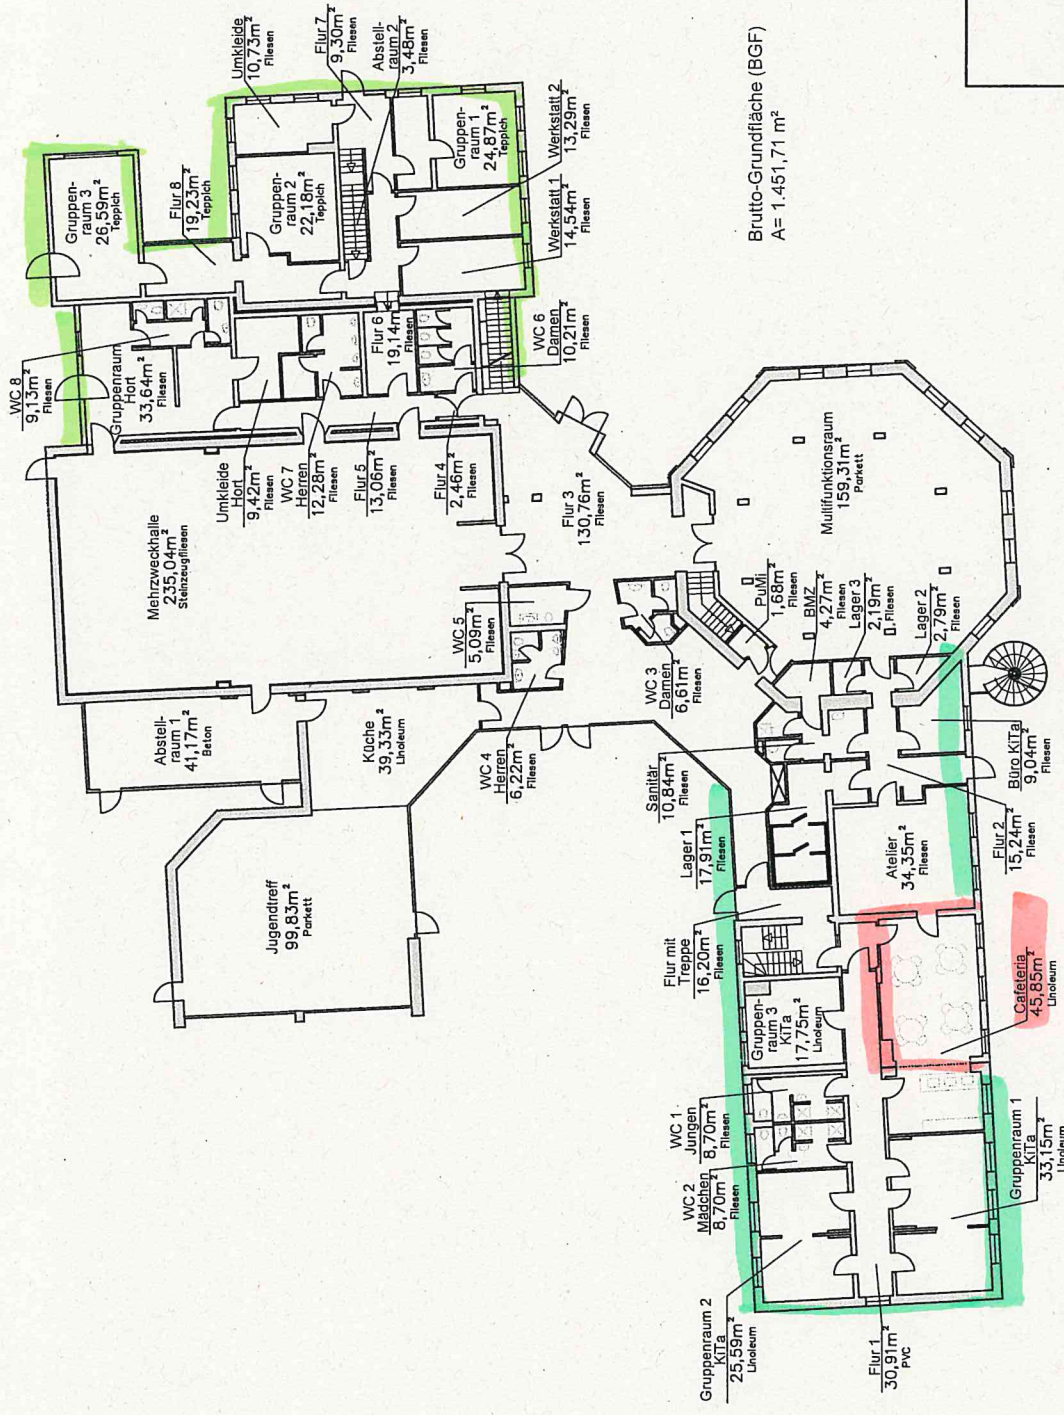 Umkleide
10,73m²
Fliesen
Flur 7
9,30m²
Fliesen
Abstell-
raum 2
3,48m²
Fliesen
Gruppen-
raum 3
26,59m²
Teppich
Flur 8
19,23m²
Teppich
Gruppen-
raum 2
22,18m²
Teppich
Gruppen-
raum 1
24,87m²
Teppich
Werkstatt 2
13,29m²
Fliesen
Werkstatt 1
14,54m²
Fliesen
WC 8
9,13m²
Fliesen
Gruppenraum
Hort
33,64m²
Fliesen
Flur 6
19,14m²
Fliesen
WC 6
Damen
10,21m²
Fliesen
Umkleide
Hort
9,42m²
Fliesen
WC 7
Herren
12,28m²
Fliesen
Flur 5
13,06m²
Fliesen
Flur 4
2,46m²
Fliesen
Brutto-Grundfläche (BGF)
A= 1.451,71 m²
Mehrzweckhalle
235,04m²
Steinzeugfliesen
Flur 3
130,76m²
Fliesen
Multifunktionsraum
159,31m²
Parkett
WC 5
5,09m²
Fliesen
WC 3
Damen
6,61m²
Fliesen
PuMi
1,68m²
Fliesen
BMZ
4,27m²
Fliesen
Lager 3
2,19m²
Fliesen
Lager 2
2,79m²
Fliesen
Abstell-
raum 1
41,17m²
Beton
Küche
39,33m²
Linoleum
WC 4
Herren
6,22m²
Fliesen
Sanitär
10,84m²
Fliesen
Büro KiTa
9,04m²
Fliesen
Lager 1
17,91m²
Fliesen
Atelier
34,35m²
Fliesen
Flur 2
15,24m²
Fliesen
Jugendtreff
99,83m²
Parkett
Flur mit
Treppe
16,20m²
Fliesen
Gruppen-
raum 3
KiTa
17,75m²
Linoleum
Cafeteria
45,85m²
Linoleum
WC 1
Jungen
8,70m²
Fliesen
WC 2
Mädchen
8,70m²
Fliesen
Gruppenraum 1
KiTa
33,15m²
Linoleum
Gruppenraum 2
KiTa
25,59m²
Linoleum
Flur 1
30,91m²
PVC